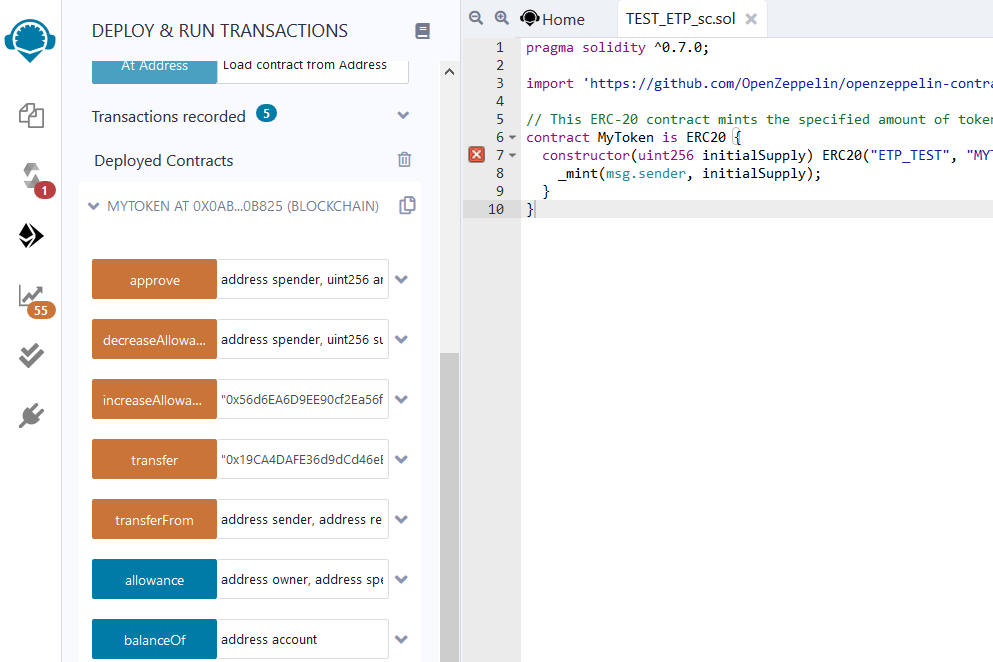 DEPLOY & RUN TRANSACTIONS
At Address
Load contract from Address
Transactions recorded 5
Deployed Contracts
1
MYTOKEN AT 0X0AB...0B825 (BLOCKCHAIN)
55
approve
address spender, uint256 ar
decreaseAllowa...
address spender, uint256 su
increaseAllowa...
"0x56d6EA6D9EE90cf2Ea56f
transfer
"0x19CA4DAFE36d9dCd46eE
transferFrom
address sender, address re
allowance
address owner, address spe
balanceOf
address account
Home
TEST_ETP_sc.sol
1 pragma solidity ^0.7.0;
2
3 import 'https://github.com/OpenZeppelin/openzeppelin-contra
4
5 // This ERC-20 contract mints the specified amount of token
6 contract MyToken is ERC20 {
7 constructor(uint256 initialSupply) ERC20("ETP_TEST", "MYT
8 _mint(msg.sender, initialSupply);
9 }
10 }